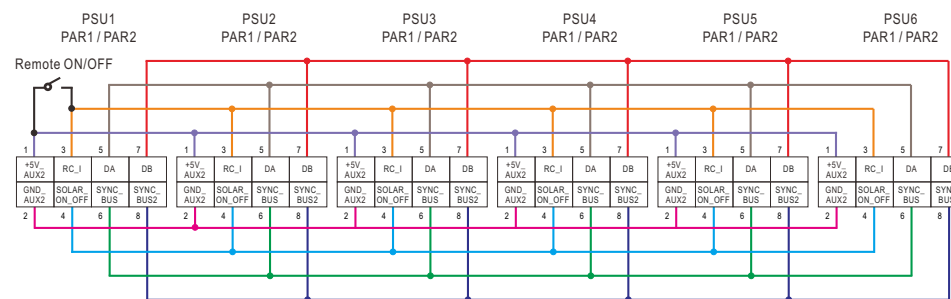 PSU1 PSU2 PSU3 PSU4 PSU5 PSU6
PAR1 / PAR2 PAR1 / PAR2 PAR1 / PAR2 PAR1 / PAR2 PAR1 / PAR2 PAR1 / PAR2
Remote ON/OFF
1 3 5 7 1 3 5 7 1 3 5 7 1 3 5 7 1 3 5 7 1 3 5 7
+5V_ RC_I DA DB +5V_ RC_I DA DB +5V_ RC_I DA DB +5V_ RC_I DA DB +5V_ RC_I DA DB +5V_ RC_I DA DB
AUX2 AUX2 AUX2 AUX2 AUX2 AUX2
GND_ SOLAR_ SYNC_ SYNC_ GND_ SOLAR_ SYNC_ SYNC_ GND_ SOLAR_ SYNC_ SYNC_ GND_ SOLAR_ SYNC_ SYNC_ GND_ SOLAR_ SYNC_ SYNC_ GND_ SOLAR_ SYNC_ SYNC
AUX2 ON_OFF BUS BUS2 AUX2 ON_OFF BUS BUS2 AUX2 ON_OFF BUS BUS2 AUX2 ON_OFF BUS BUS2 AUX2 ON_OFF BUS BUS2 AUX2 ON_OFF BUS BUS
2 4 6 8 2 4 6 8 2 4 6 8 2 4 6 8 2 4 6 8 2 4 6 8